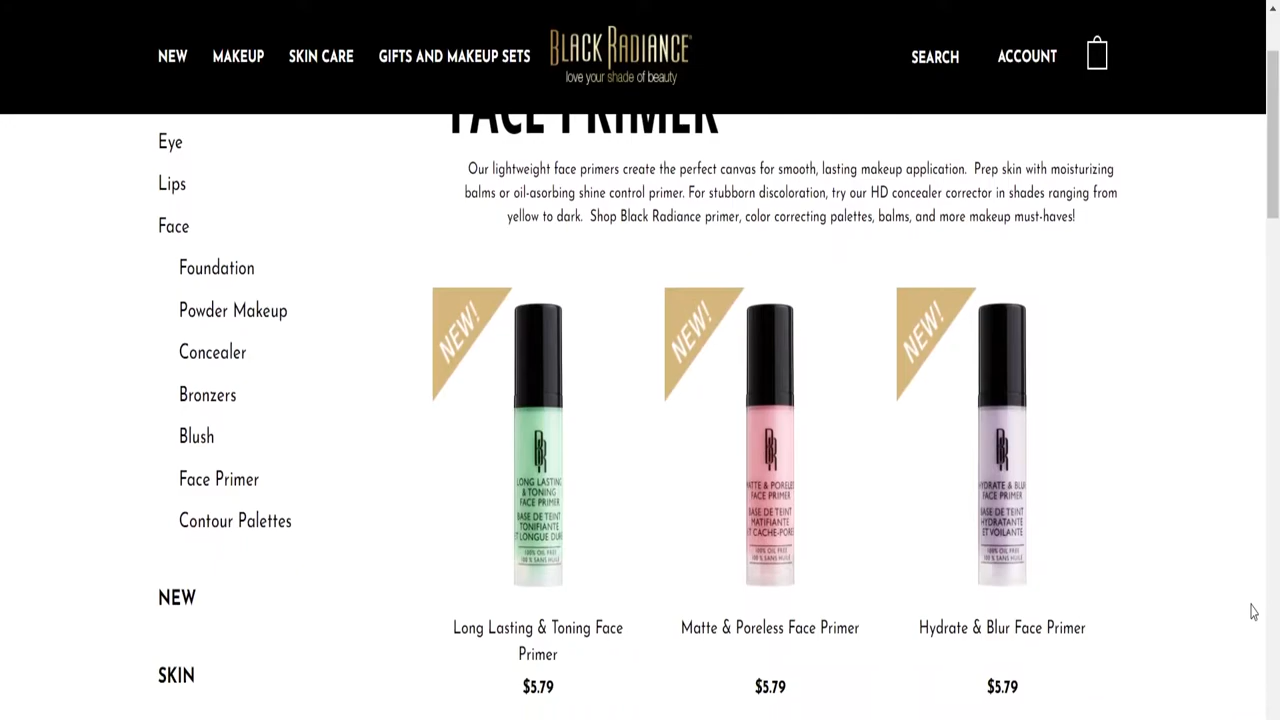 NEW MAKEUP SKIN CARE GIFTS AND MAKEUP SETS
BLACK RADIANCE
love your shade of beauty
SEARCH ACCOUNT
FACE PRIMER
Our lightweight face primers create the perfect canvas for smooth, lasting makeup application. Prep skin with moisturizing
balms or oil-asorbing shine control primer. For stubborn discoloration, try our HD concealer corrector in shades ranging from
yellow to dark. Shop Black Radiance primer, color correcting palettes, balms, and more makeup must-haves!
Eye
Lips
Face
Foundation
Powder Makeup
Concealer
Bronzers
Blush
Face Primer
Contour Palettes
NEW
SKIN
NEW!
BR
LONG LASTING
& TONING
FACE PRIMER
BASE DE TEINT
TONIFIANTE
ET LONGUE DUR
100% OIL FREE
100 % SANS HUILE
Long Lasting & Toning Face
Primer
$5.79
NEW!
BR
MATTE & PORELES
FACE PRIMER
BASE DE TEINT
MATIFIANTE
ET CACHE-PORE
100% OIL FREE
100 % SANS HUILE
Matte & Poreless Face Primer
$5.79
NEW!
BR
HYDRATE & BLUR
FACE PRIMER
BASE DE TEINT
HYDRATANTE
ET VOILANTE
100% OIL FREE
100 % SANS HUILE
Hydrate & Blur Face Primer
$5.79